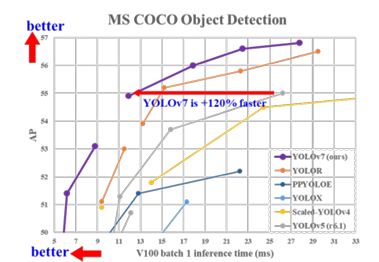 MS COCO Object Detection
better
57
56
55
YOLOv7 is +120% faster
54
AP
53
52
51
50
YOLOv7 (ours)
YOLOR
PPYOLOE
YOLOX
Scaled-YOLOv4
YOLOv5 (r6.1)
5 7 9 11 13 15 17 19 21 23 25 27 29 31 33
better
V100 batch 1 inference time (ms)